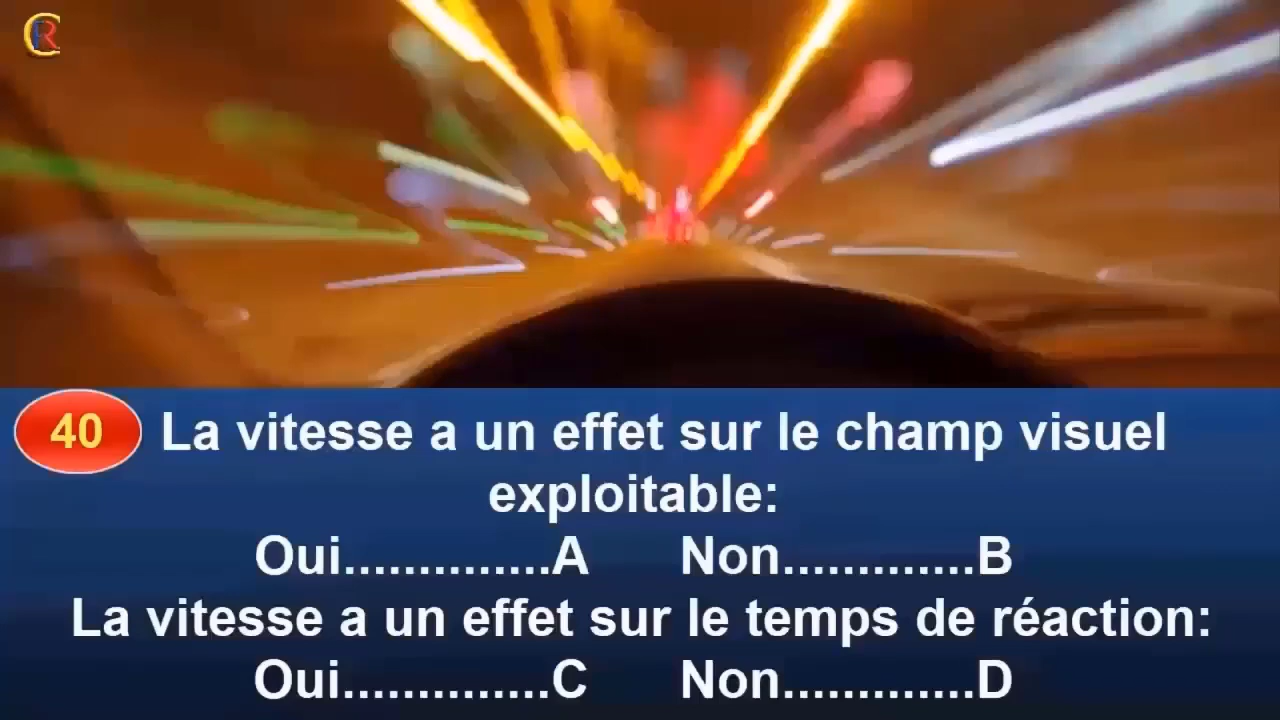 CR
40 La vitesse a un effet sur le champ visuel
exploitable:
Oui..............A Non.............B
La vitesse a un effet sur le temps de réaction:
Oui..............C Non.............D